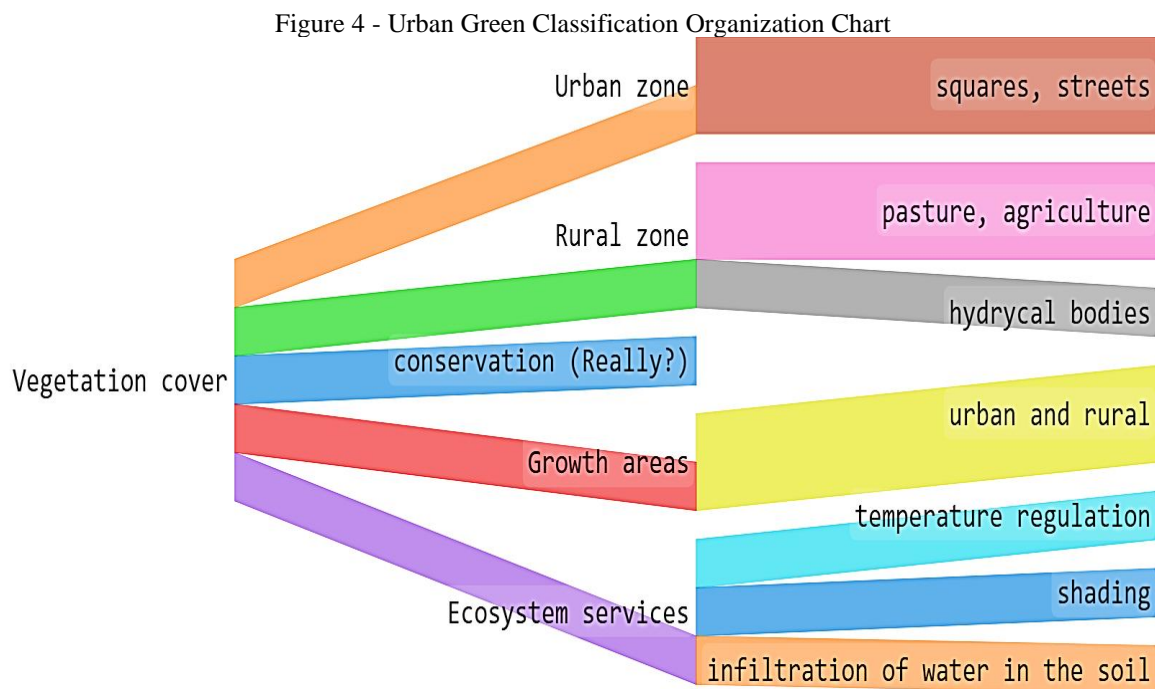 Figure 4 - Urban Green Classification Organization Chart
Urban zone
squares, streets
Rural zone
pasture, agriculture
hydrycal bodies
Vegetation cover
conservation (Really?)
Growth areas
urban and rural
temperature regulation
Ecosystem services
shading
infiltration of water in the soil